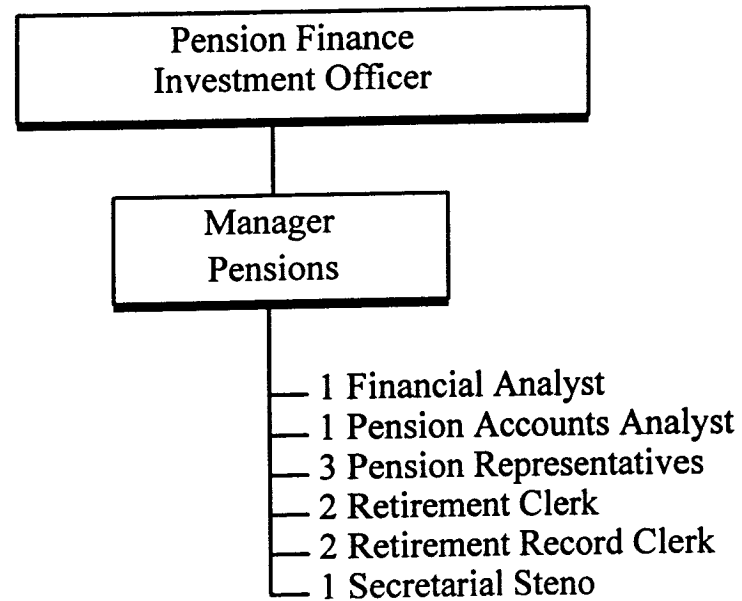 Pension Finance
Investment Officer
Manager
Pensions
1 Financial Analyst
1 Pension Accounts Analyst
3 Pension Representatives
2 Retirement Clerk
2 Retirement Record Clerk
1 Secretarial Steno